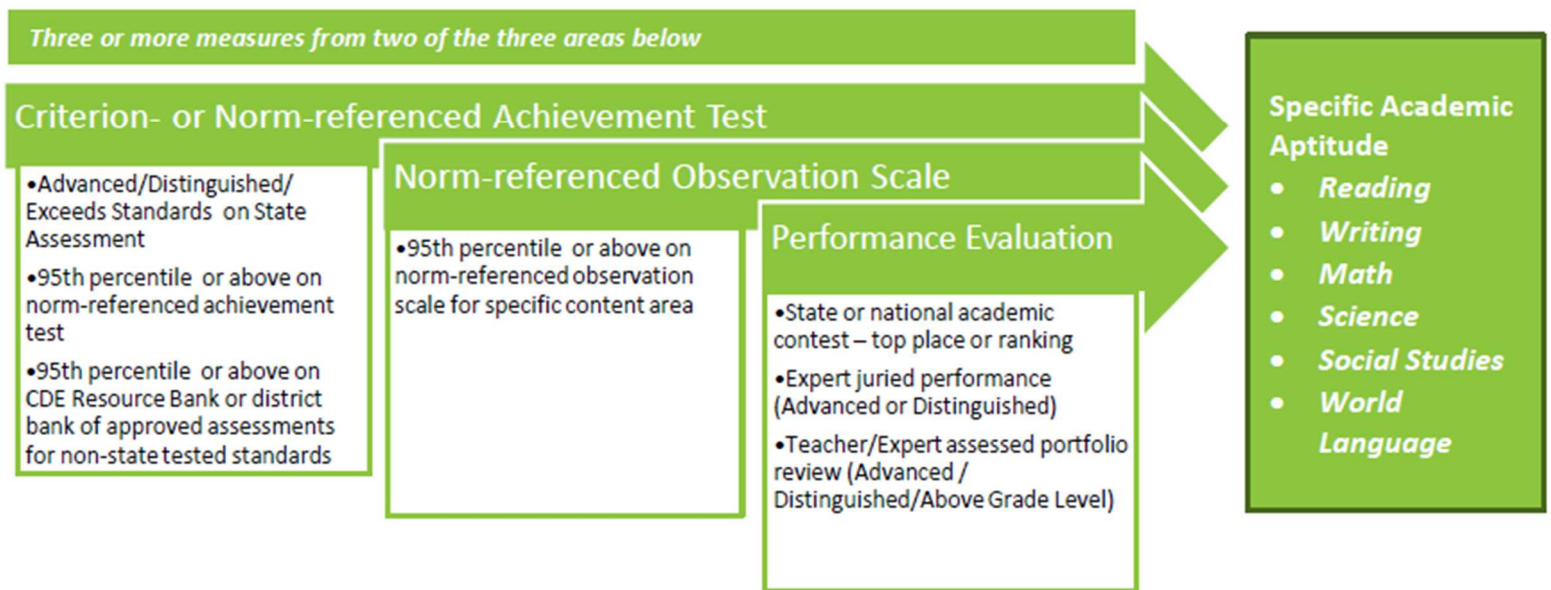 Three or more measures from two of the three areas below
Criterion- or Norm-referenced Achievement Test
•Advanced/Distinguished/
Exceeds Standards on State
Assessment
•95th percentile or above on
norm-referenced achievement
test
•95th percentile or above on
CDE Resource Bank or district
bank of approved assessments
for non-state tested standards
Norm-referenced Observation Scale
•95th percentile or above on
norm-referenced observation
scale for specific content area
Performance Evaluation
•State or national academic
contest – top place or ranking
•Expert juried performance
(Advanced or Distinguished)
•Teacher/Expert assessed portfolio
review (Advanced /
Distinguished/Above Grade Level)
Specific Academic
Aptitude
• Reading
• Writing
• Math
• Science
• Social Studies
• World
Language